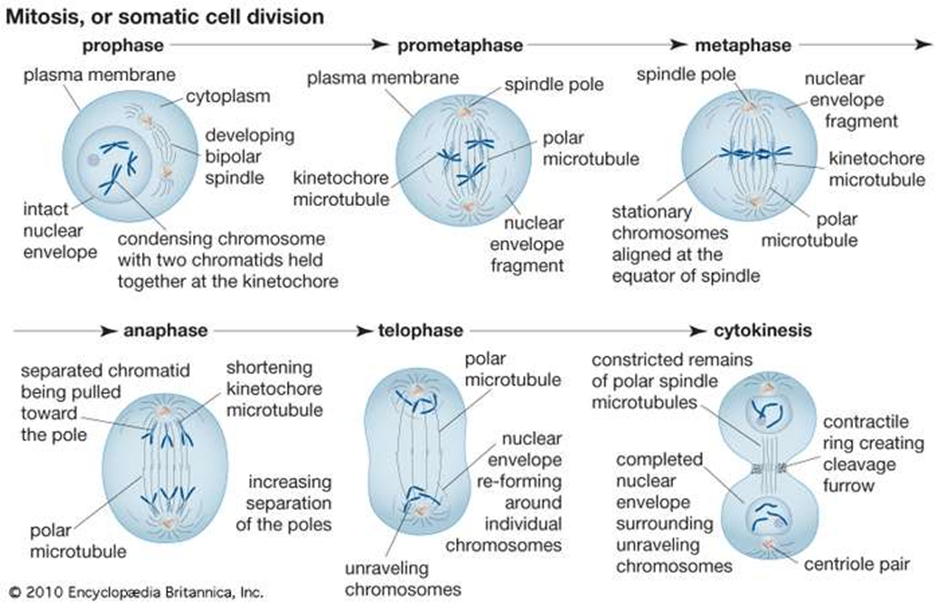 Mitosis, or somatic cell division
prophase
prometaphase
metaphase
plasma membrane
cytoplasm
developing
bipolar
spindle
intact
nuclear
envelope
condensing chromosome
with two chromatids held
together at the kinetochore
plasma membrane
spindle pole
polar
microtubule
kinetochore
microtubule
nuclear
envelope
fragment
spindle pole
nuclear
envelope
fragment
kinetochore
microtubule
polar
microtubule
stationary
chromosomes
aligned at the
equator of spindle
anaphase
telophase
cytokinesis
separated chromatid
being pulled
toward
the pole
shortening
kinetochore
microtubule
increasing
separation
of the poles
polar
microtubule
polar
microtubule
nuclear
envelope
re-forming
around
individual
chromosomes
unraveling
chromosomes
constricted remains
of polar spindle
microtubules
contractile
ring creating
cleavage
furrow
completed
nuclear
envelope
surrounding
unraveling
chromosomes
centriole pair
© 2010 Encyclopædia Britannica, Inc.